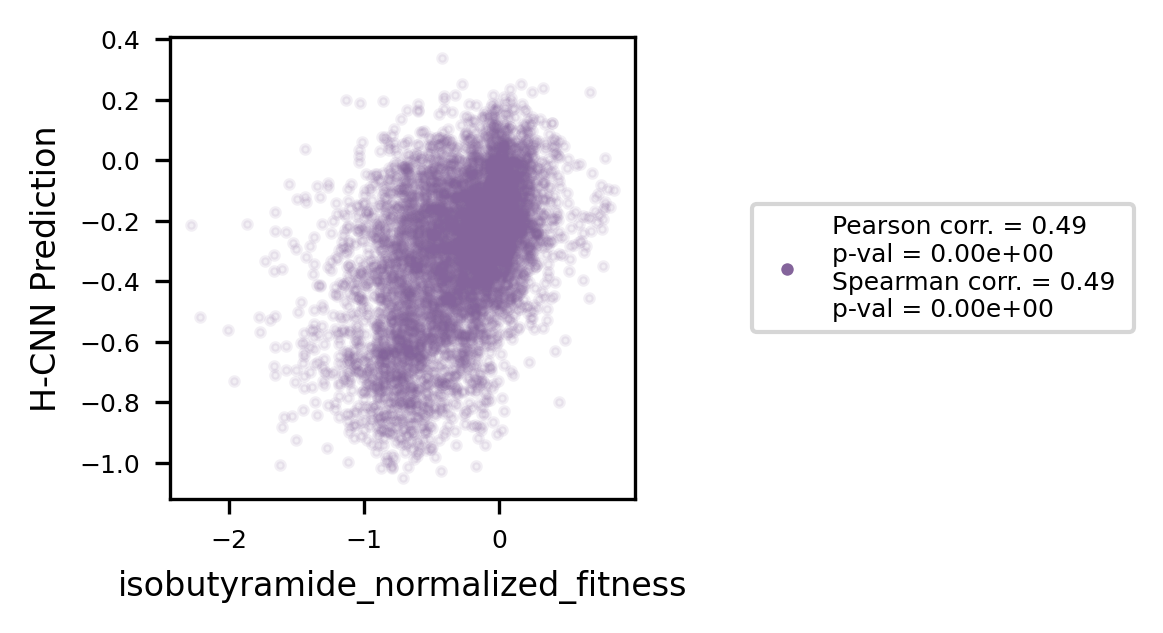 H-CNN Prediction
0.4
0.2
0.0
−0.2
−0.4
−0.6
−0.8
−1.0
−2 −1 0
isobutyramide_normalized_fitness
Pearson corr. = 0.49
p-val = 0.00e+00
Spearman corr. = 0.49
p-val = 0.00e+00